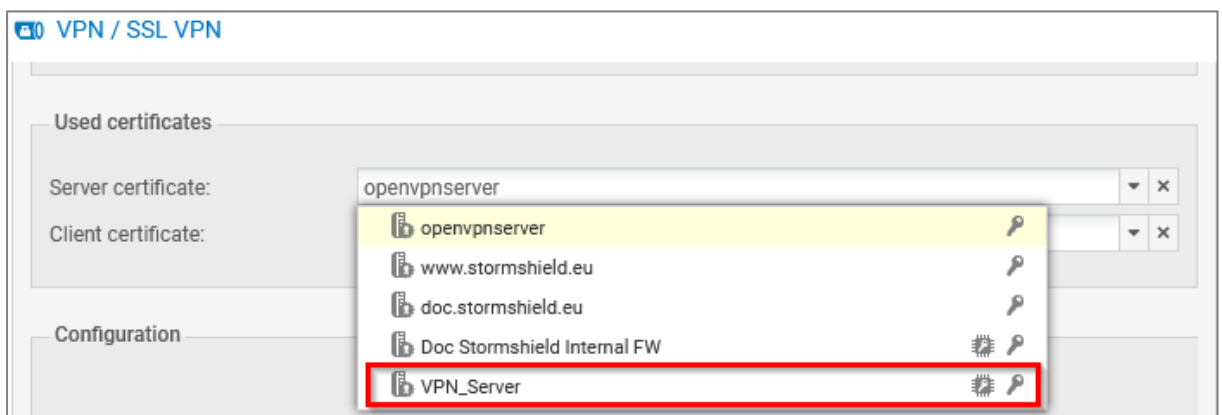 VPN / SSL VPN
Used certificates
Server certificate:
openvpnserver
Client certificate:
openvpnserver
www.stormshield.eu
doc.stormshield.eu
Doc Stormshield Internal FW
VPN_Server
Configuration